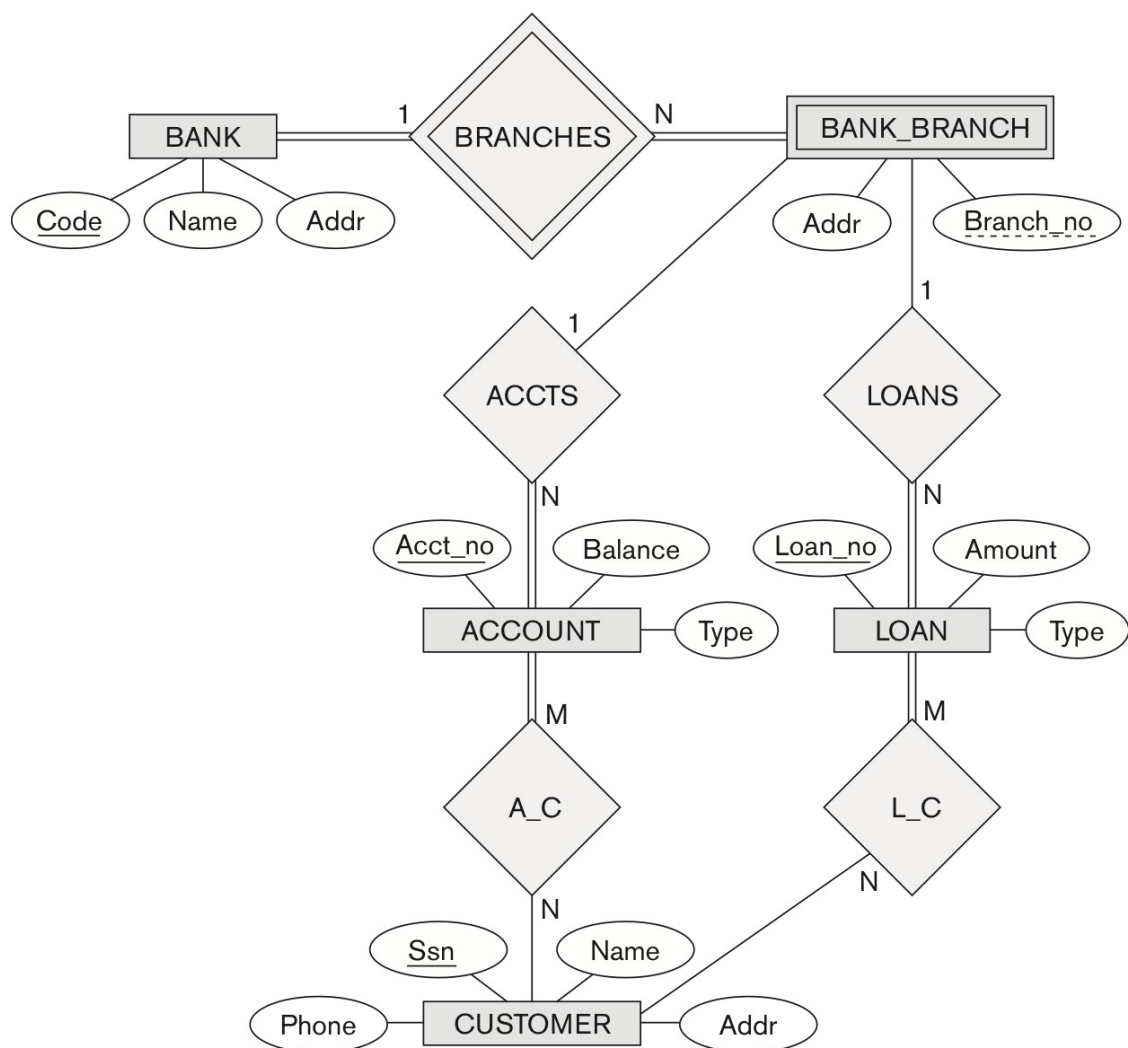 1
N
BANK
BRANCHES
BANK_BRANCH
Code
Name
Addr
Addr
Branch_no
1
1
ACCTS
LOANS
N
N
Acct_no
Balance
Loan_no
Amount
ACCOUNT
Type
LOAN
Type
M
M
A_C
L_C
N
N
Ssn
Name
Phone
CUSTOMER
Addr